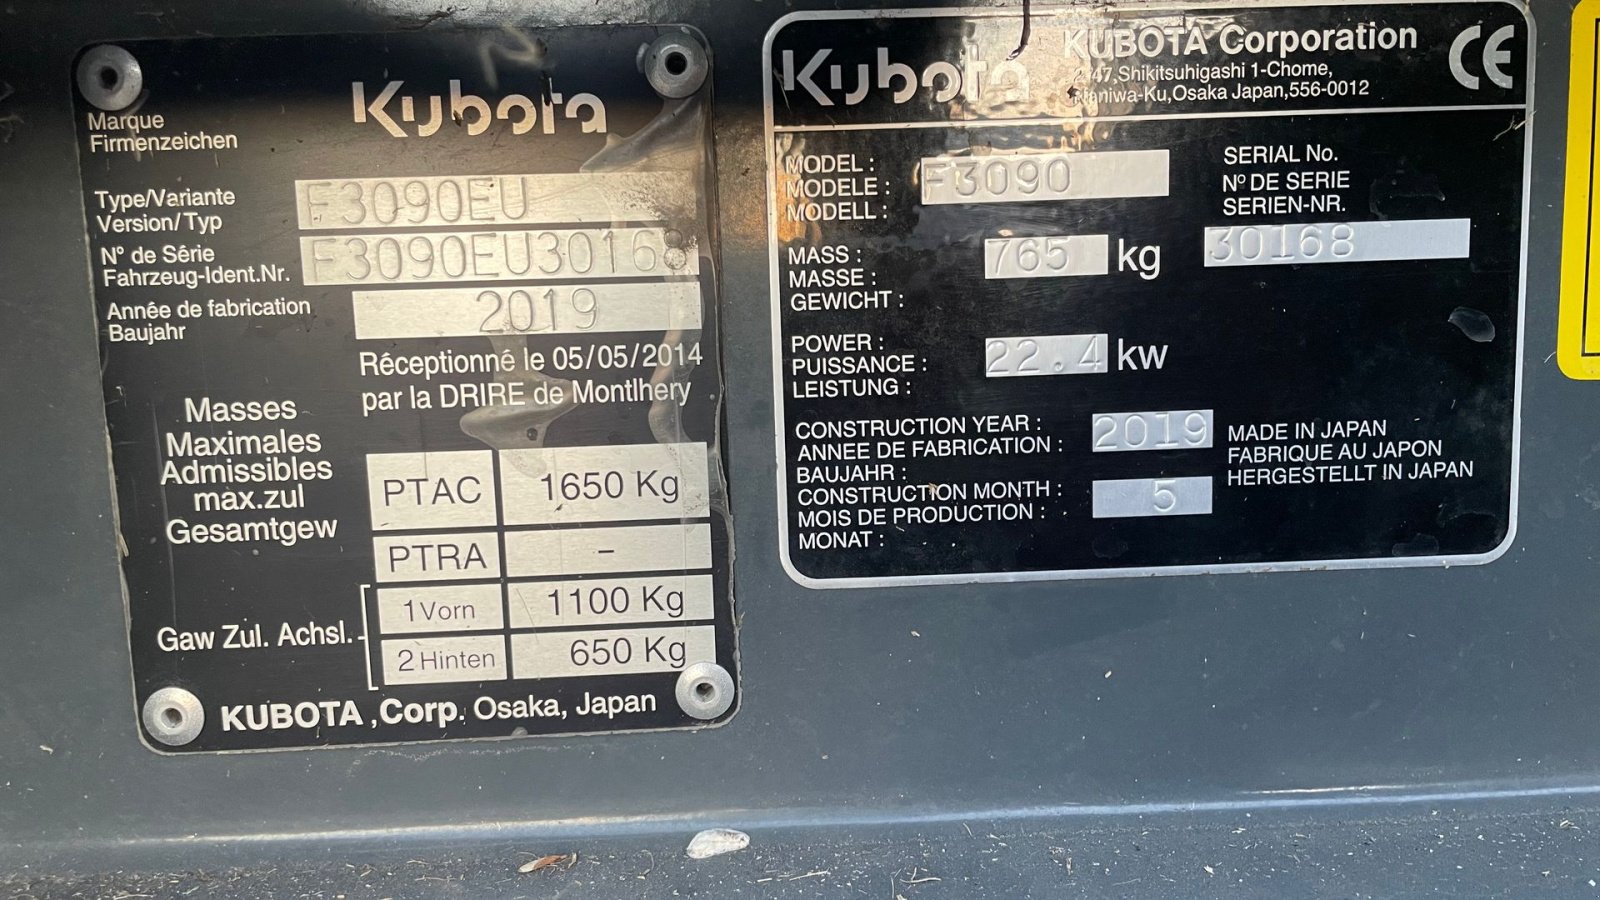 Kubota
Marque
Firmenzeichen
Type/Variante
Version/Typ
F3090EU
N° de Série
Fahrzeug-Ident.Nr.
F3090EU30168
Année de fabrication
Baujahr
2019
Réceptionné le 05/05/2014
par la DRIRE de Montlhery
Masses
Maximales
Admissibles
max.zul
Gesamtgew
PTAC 1650 Kg
PTRA -
Gaw Zul. Achsl.
1 Vorn 1100 Kg
2 Hinten 650 Kg
KUBOTA ,Corp. Osaka, Japan
Kubota
KUBOTA Corporation
2-47,Shikitsuhigashi 1-Chome,
Naniwa-Ku,Osaka Japan,556-0012
CE
MODEL :
MODELE :
MODELL :
F3090
SERIAL No.
N° DE SERIE
SERIEN-NR.
30168
MASS :
MASSE :
GEWICHT :
765 kg
POWER :
PUISSANCE :
LEISTUNG :
22.4 kw
CONSTRUCTION YEAR :
ANNEE DE FABRICATION :
BAUJAHR :
2019
CONSTRUCTION MONTH :
MOIS DE PRODUCTION :
MONAT :
5
MADE IN JAPAN
FABRIQUE AU JAPON
HERGESTELLT IN JAPAN